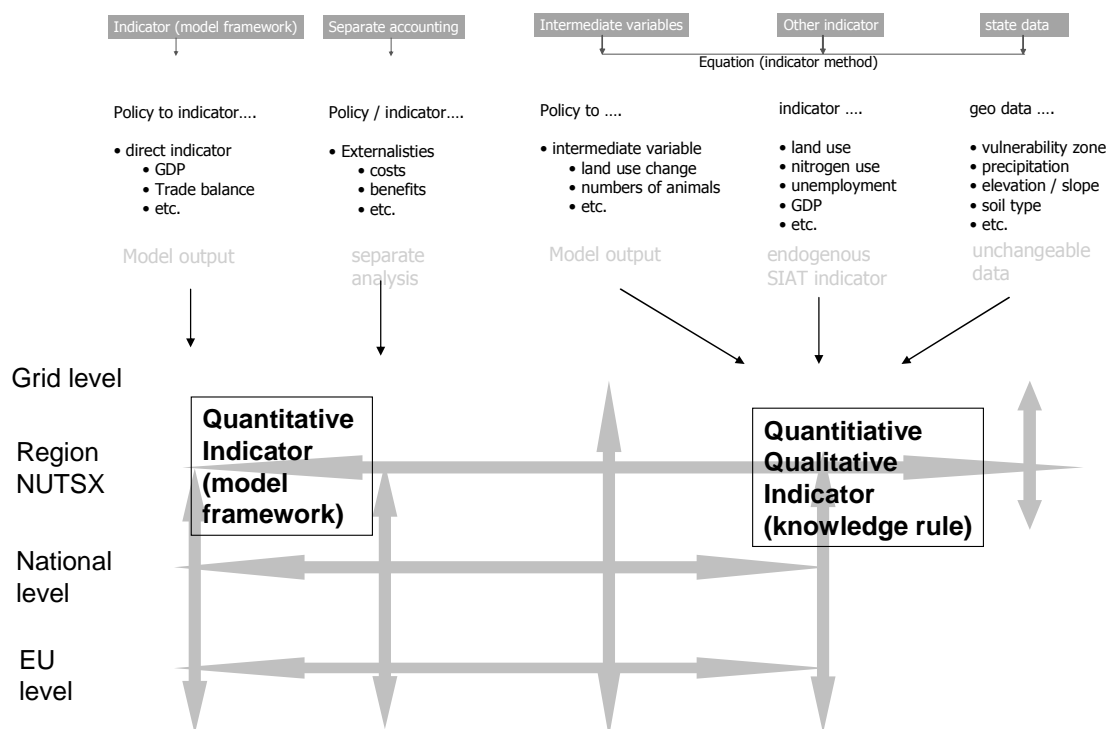 Indicator (model framework)
Separate accounting
Intermediate variables
Other indicator
state data
Equation (indicator method)
Policy to indicator....
• direct indicator
• GDP
• Trade balance
• etc.
Model output
Policy / indicator....
• Externalisties
• costs
• benefits
• etc.
separate
analysis
Policy to ....
• intermediate variable
• land use change
• numbers of animals
• etc.
Model output
indicator ....
• land use
• nitrogen use
• unemployment
• GDP
• etc.
endogenous
SIAT indicator
geo data ....
• vulnerability zone
• precipitation
• elevation / slope
• soil type
• etc.
unchangeable
data
Grid level
Region
NUTSX
National
level
EU
level
Quantitative
Indicator
(model
framework)
Quantitiative
Qualitative
Indicator
(knowledge rule)